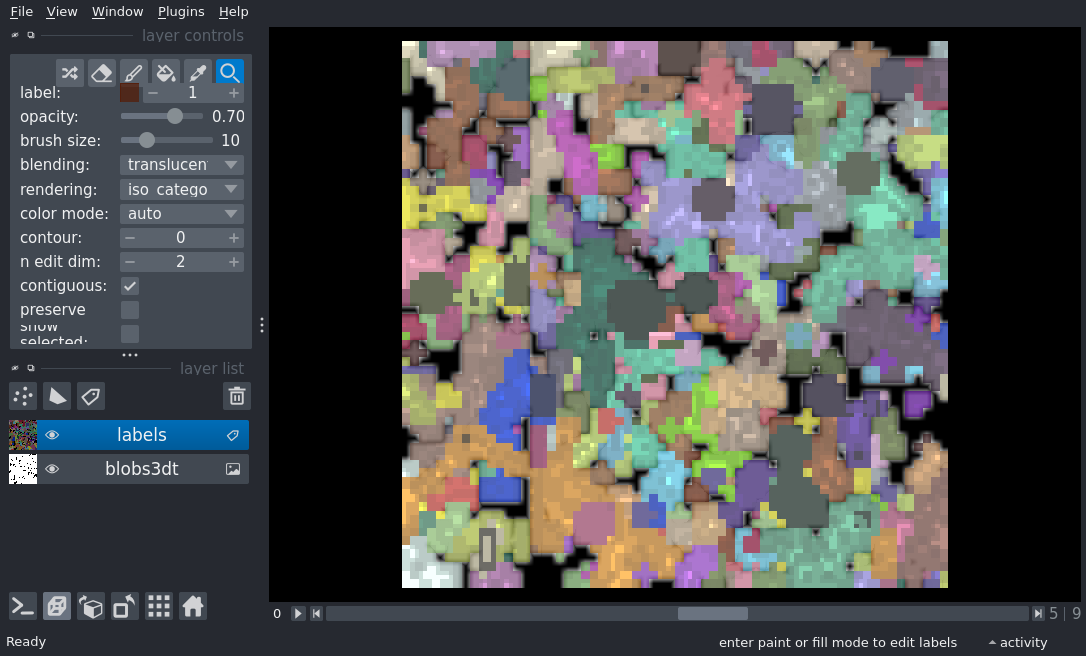 File View Window Plugins Help
layer controls
label: 1
opacity: 0.70
brush size: 10
blending: translucen
rendering: iso catego
color mode: auto
contour: 0
n edit dim: 2
contiguous:
preserve
show
selected:
layer list
labels
blobs3dt
0 5 9
Ready enter paint or fill mode to edit labels activity